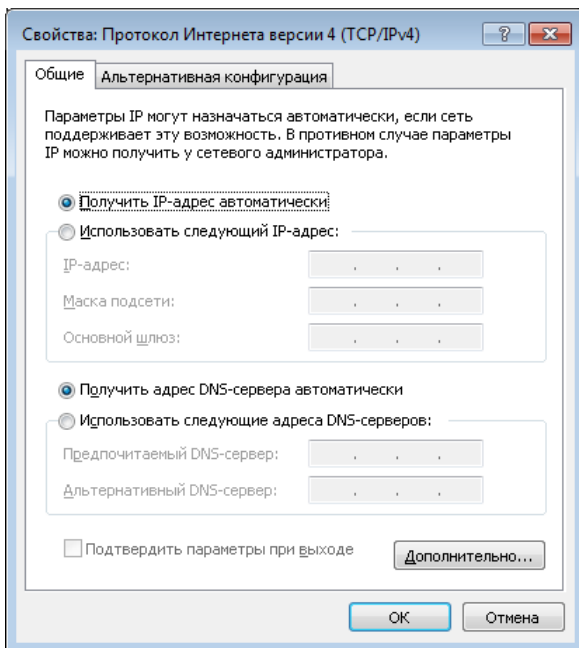 Свойства: Протокол Интернета версии 4 (TCP/IPv4)
Общие
Альтернативная конфигурация
Параметры IP могут назначаться автоматически, если сеть
поддерживает эту возможность. В противном случае параметры
IP можно получить у сетевого администратора.
Получить IP-адрес автоматически
Использовать следующий IP-адрес:
IP-адрес:
Маска подсети:
Основной шлюз:
Получить адрес DNS-сервера автоматически
Использовать следующие адреса DNS-серверов:
Предпочитаемый DNS-сервер:
Альтернативный DNS-сервер:
Подтвердить параметры при выходе
Дополнительно...
ОК
Отмена